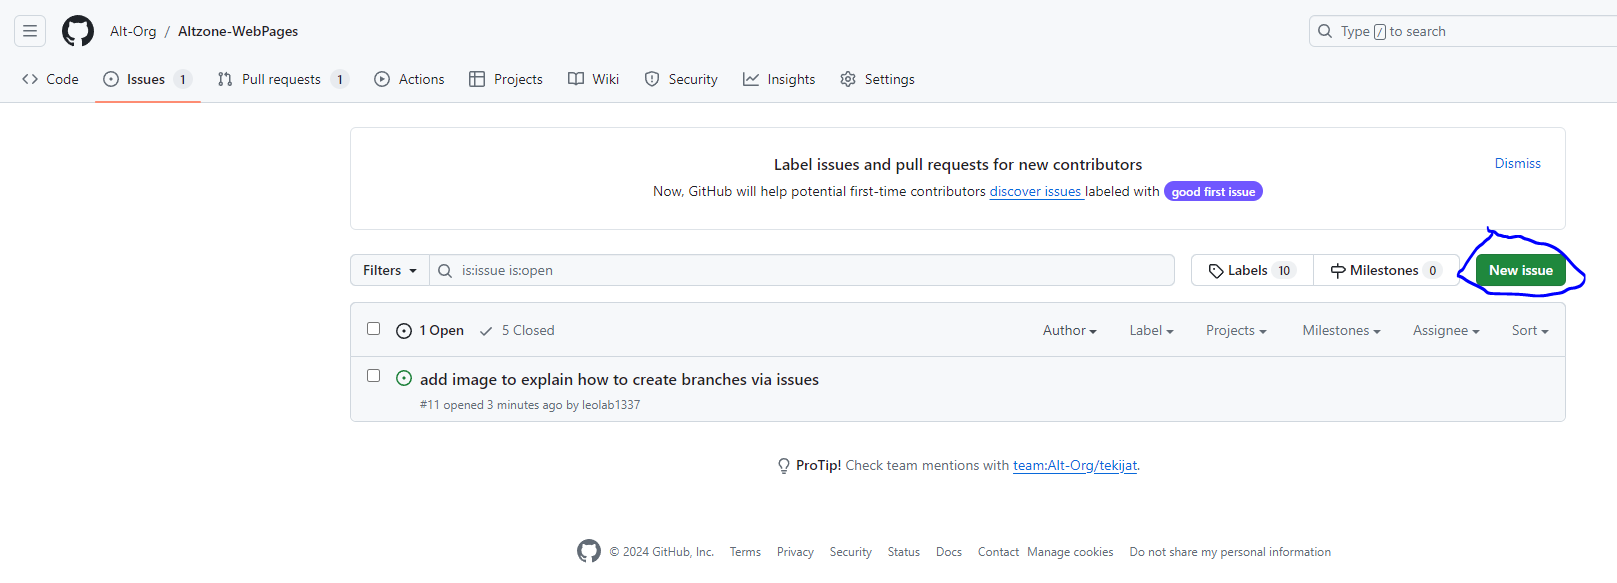 Alt-Org / Altzone-WebPages
Type / to search
Code Issues 1 Pull requests 1 Actions Projects Wiki Security Insights Settings
Label issues and pull requests for new contributors
Dismiss
Now, GitHub will help potential first-time contributors discover issues labeled with good first issue
Filters is:issue is:open Labels 10 Milestones 0 New issue
1 Open 5 Closed Author Label Projects Milestones Assignee Sort
add image to explain how to create branches via issues
#11 opened 3 minutes ago by leolab1337
ProTip! Check team mentions with team:Alt-Org/tekijat.
© 2024 GitHub, Inc. Terms Privacy Security Status Docs Contact Manage cookies Do not share my personal information